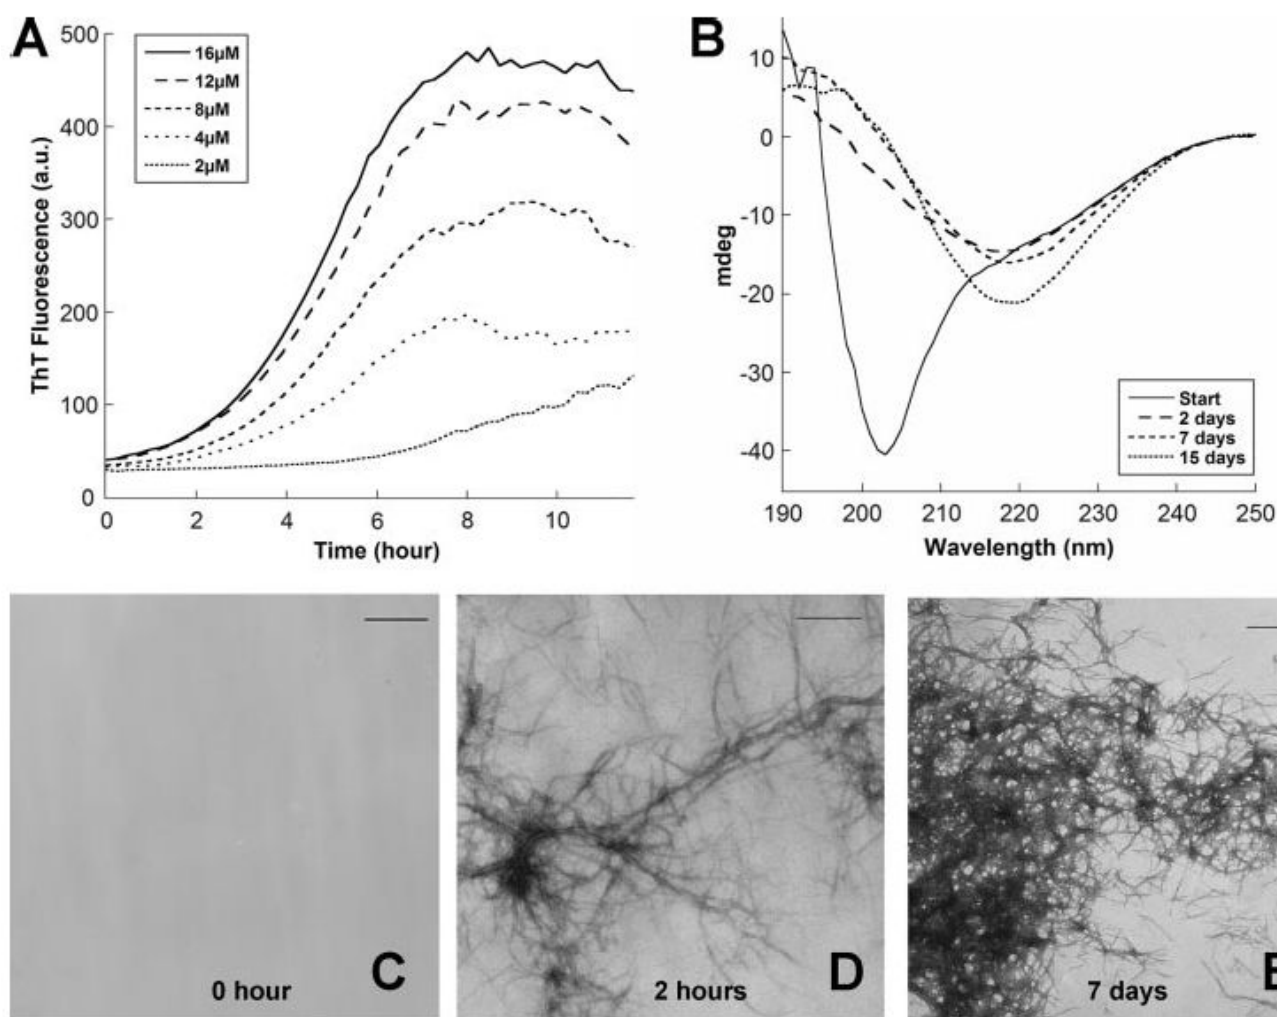 A
500
400
300
200
100
0
ThT Fluorescence (a.u.)
16µM
12µM
8µM
4µM
2µM
0 2 4 6 8 10
Time (hour)
B
10
0
-10
-20
-30
-40
mdeg
Start
2 days
7 days
15 days
190 200 210 220 230 240 250
Wavelength (nm)
0 hour C
2 hours D
7 days E